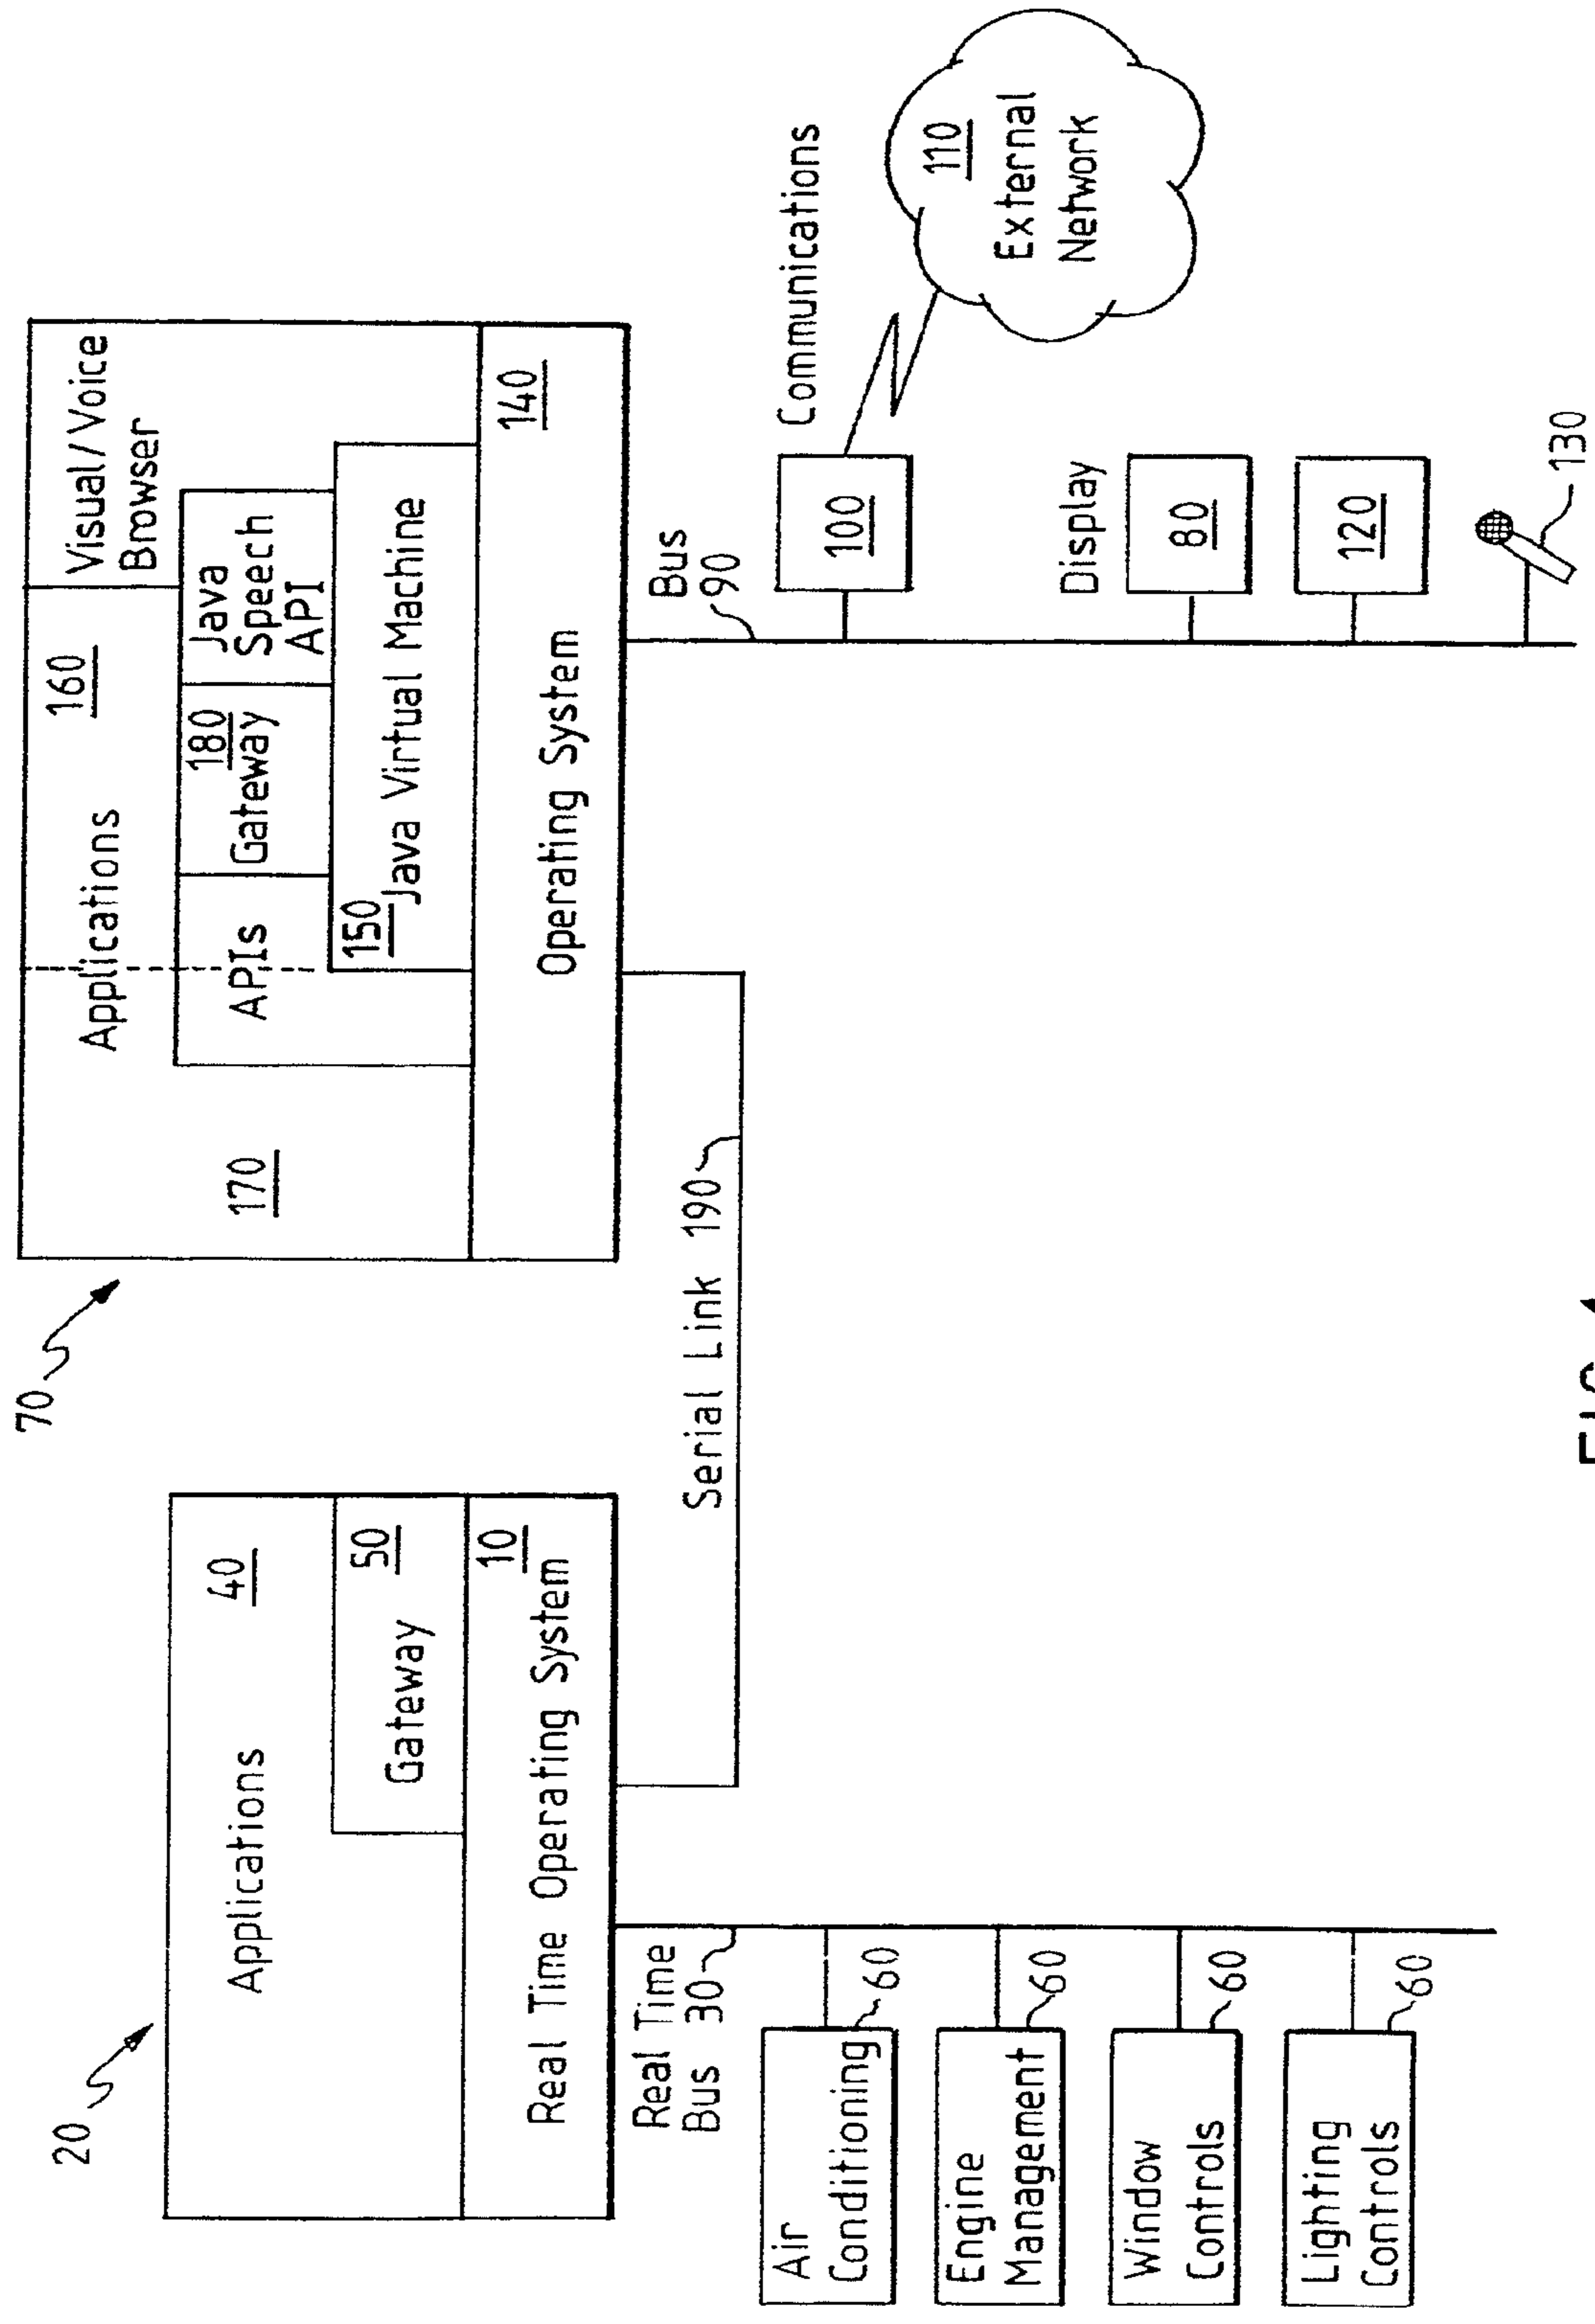 70
Applications
160
Visual/Voice
Browser
170
APIs
180
Gateway
Java
Speech
API
150
Java Virtual Machine
140
Operating System
20
Applications
40
50
Gateway
10
Real Time Operating System
Serial Link 190
Real Time
Bus 30
Air
Conditioning
60
Engine
Management
60
Window
Controls
60
Lighting
Controls
60
Bus
90
Communications
100
110
External
Network
Display
80
120
130